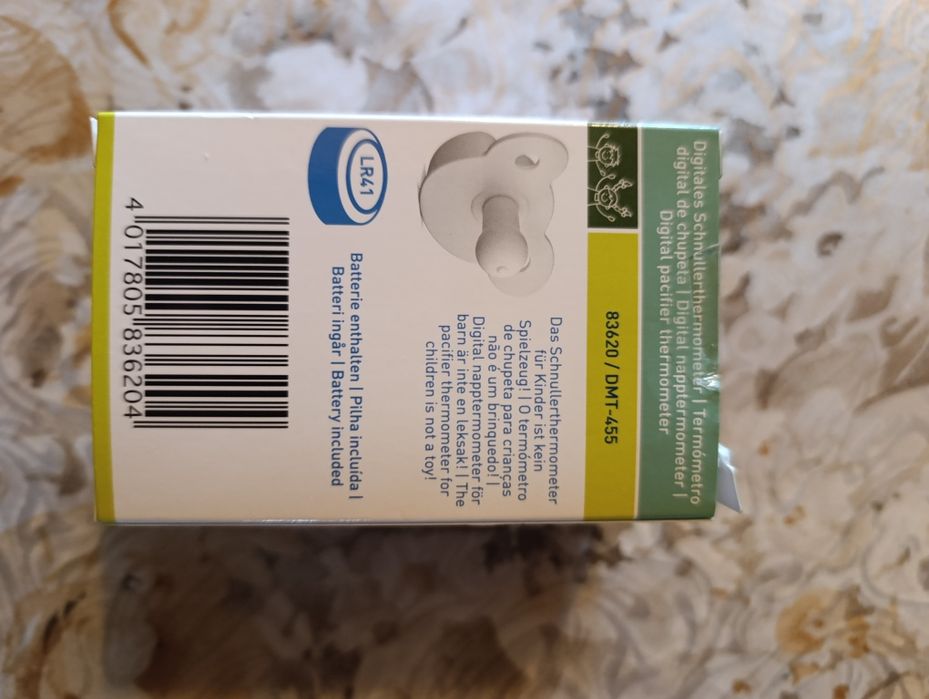 Digitales Schnullerthermometer | Termómetro
digital de chupeta | Digital napptermometer |
Digital pacifier thermometer
83620 / DMT-455
Das Schnullerthermometer
für Kinder ist kein
Spielzeug! | O termómetro
de chupeta para crianças
não é um brinquedo! |
Digital napptermometer för
barn är inte en leksak! | The
pacifier thermometer for
children is not a toy!
LR41
Batterie enthalten | Pilha incluída |
Batteri ingår | Battery included
4 017805 836204